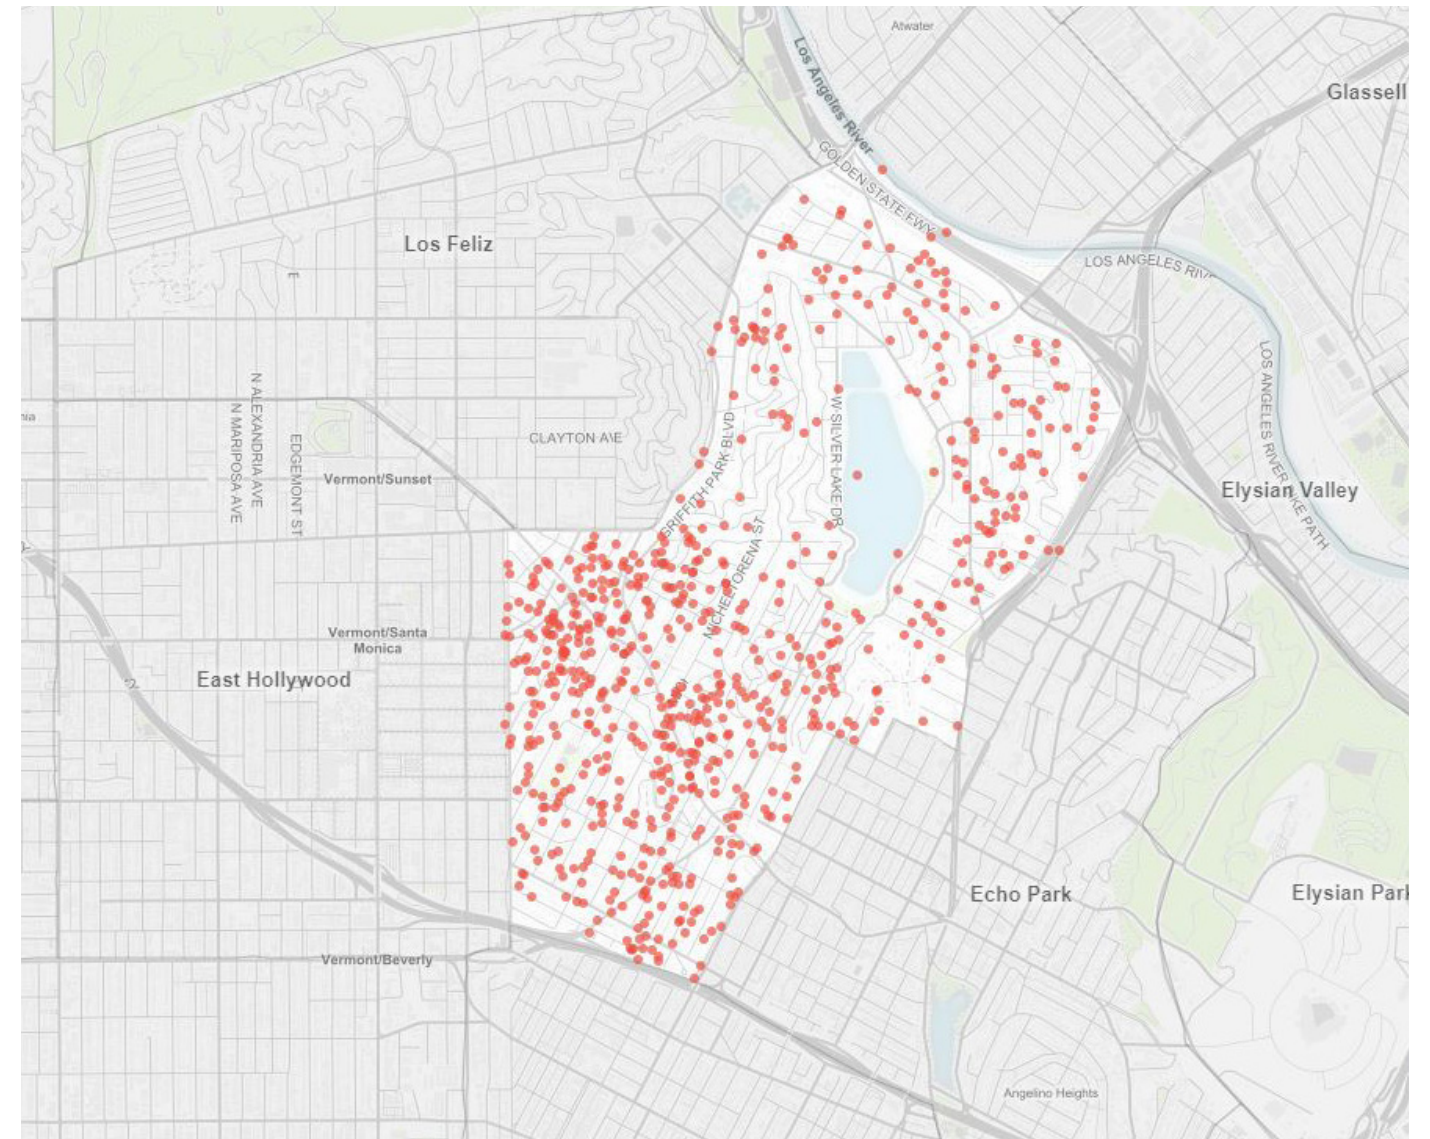 Atwater
Los Angeles River
Glassell
GOLDEN STATE FWY
Los Feliz
LOS ANGELES RIV
N ALEXANDRIA AVE
N MARIPOSA AVE
EDGEMONT ST
CLAYTON AVE
W SILVER LAKE DR
GRIFFITH PARK BLVD
LOS ANGELES RIVER BIKE PATH
Vermont/Sunset
Elysian Valley
MICHELTORENA ST
Vermont/Santa
Monica
East Hollywood
Echo Park
Elysian Park
Vermont/Beverly
Angelino Heights